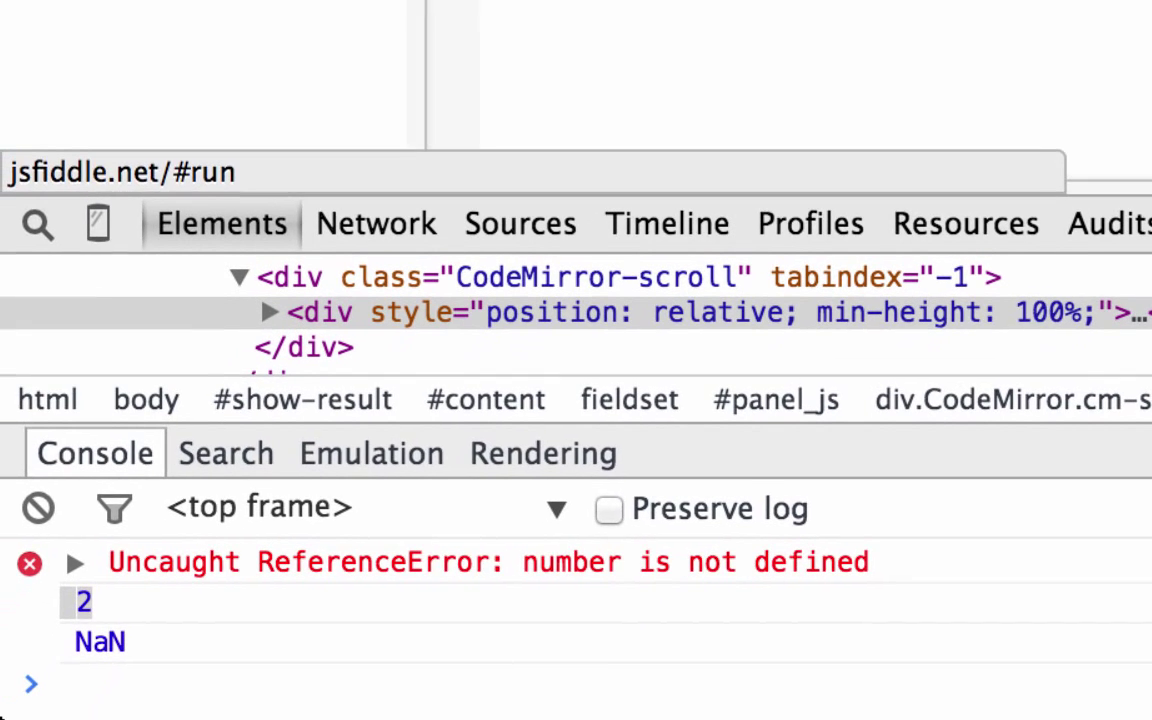 jsfiddle.net/#run
Elements Network Sources Timeline Profiles Resources Audits
▼ <div class="CodeMirror-scroll" tabindex="-1">
▶ <div style="position: relative; min-height: 100%;">…<
</div>
html body #show-result #content fieldset #panel_js div.CodeMirror.cm-s
Console Search Emulation Rendering
<top frame> ▼ Preserve log
▶ Uncaught ReferenceError: number is not defined
2
NaN
>